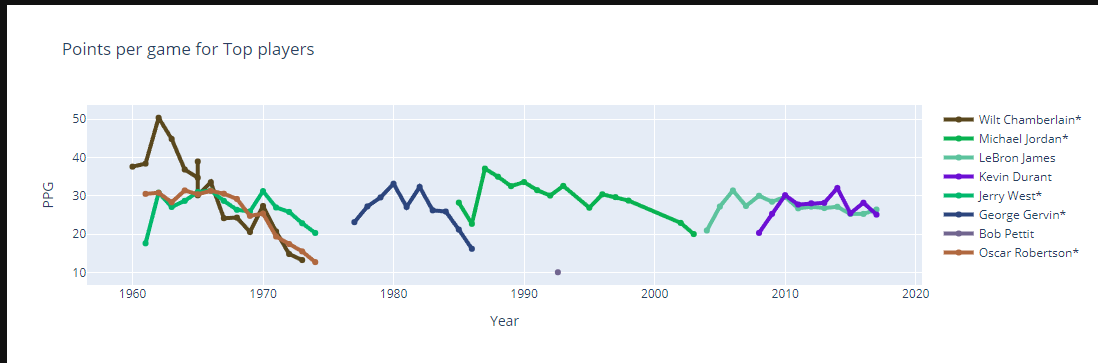 Points per game for Top players
50
40
30
20
10
PPG
1960
1970
1980
1990
2000
2010
2020
Year
Wilt Chamberlain*
Michael Jordan*
LeBron James
Kevin Durant
Jerry West*
George Gervin*
Bob Pettit
Oscar Robertson*